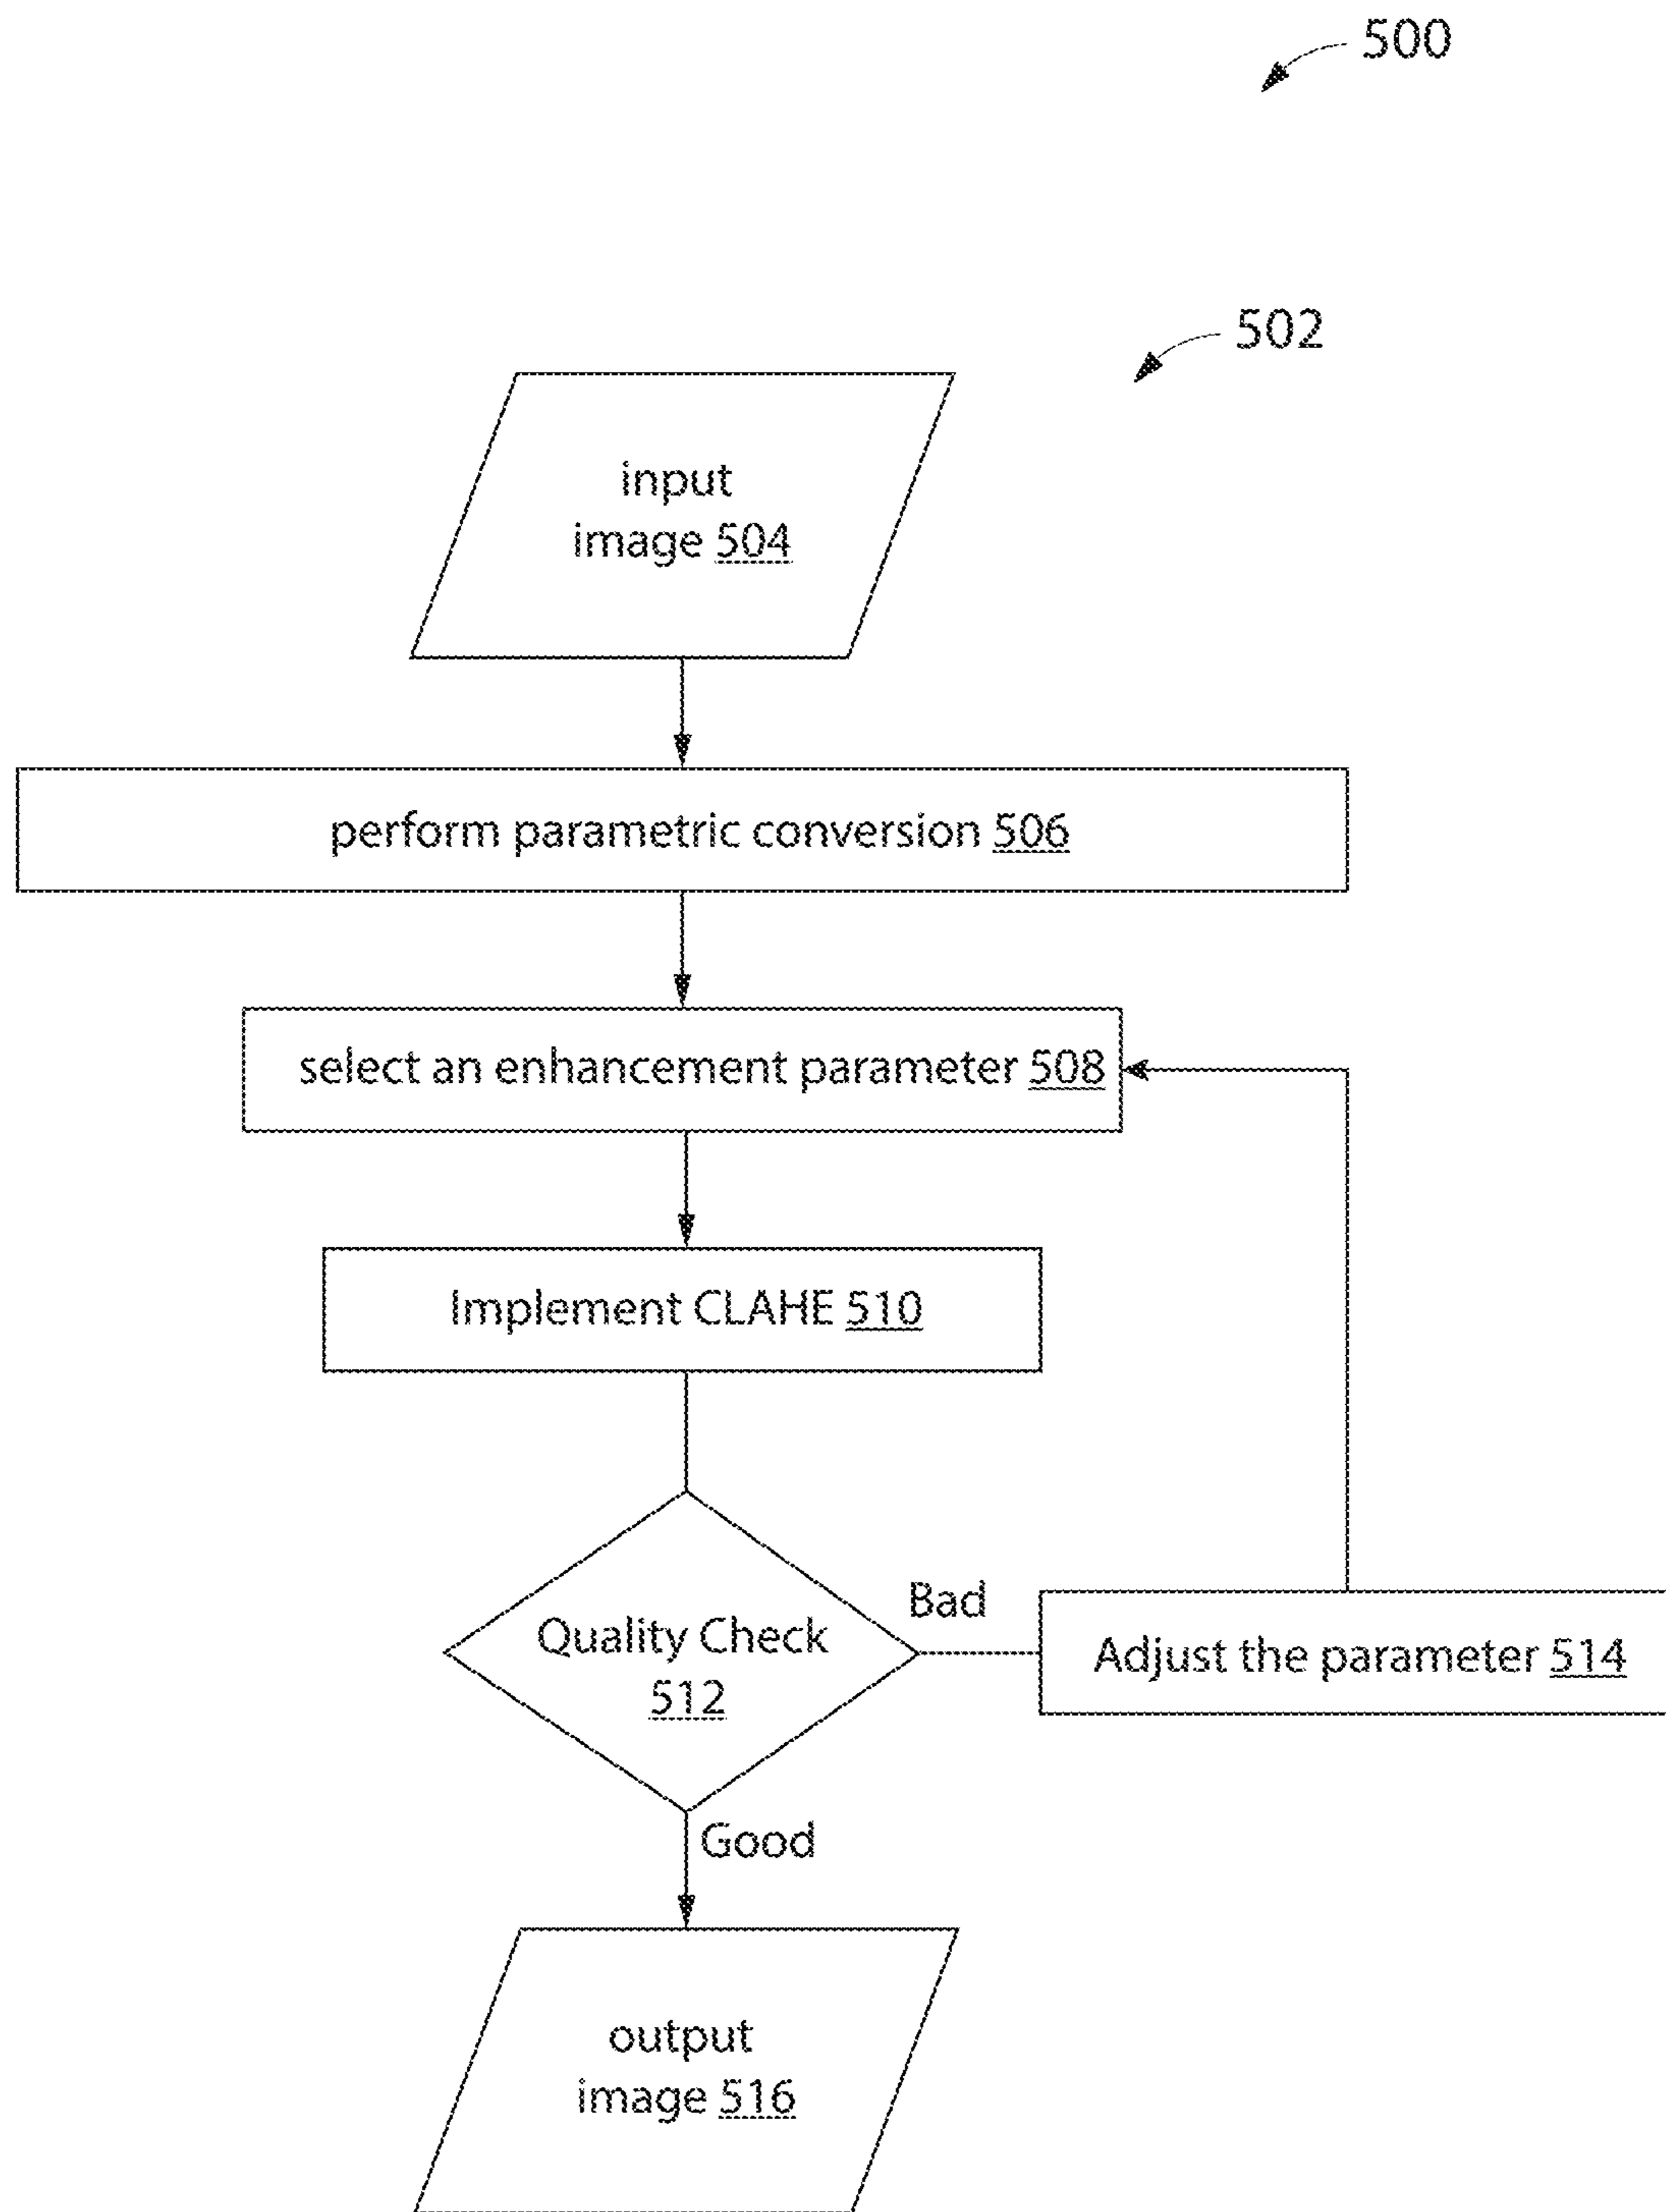 500
502
input
image 504
perform parametric conversion 506
select an enhancement parameter 508
Implement CLAHE 510
Bad
Quality Check
512
Adjust the parameter 514
Good
output
image 516